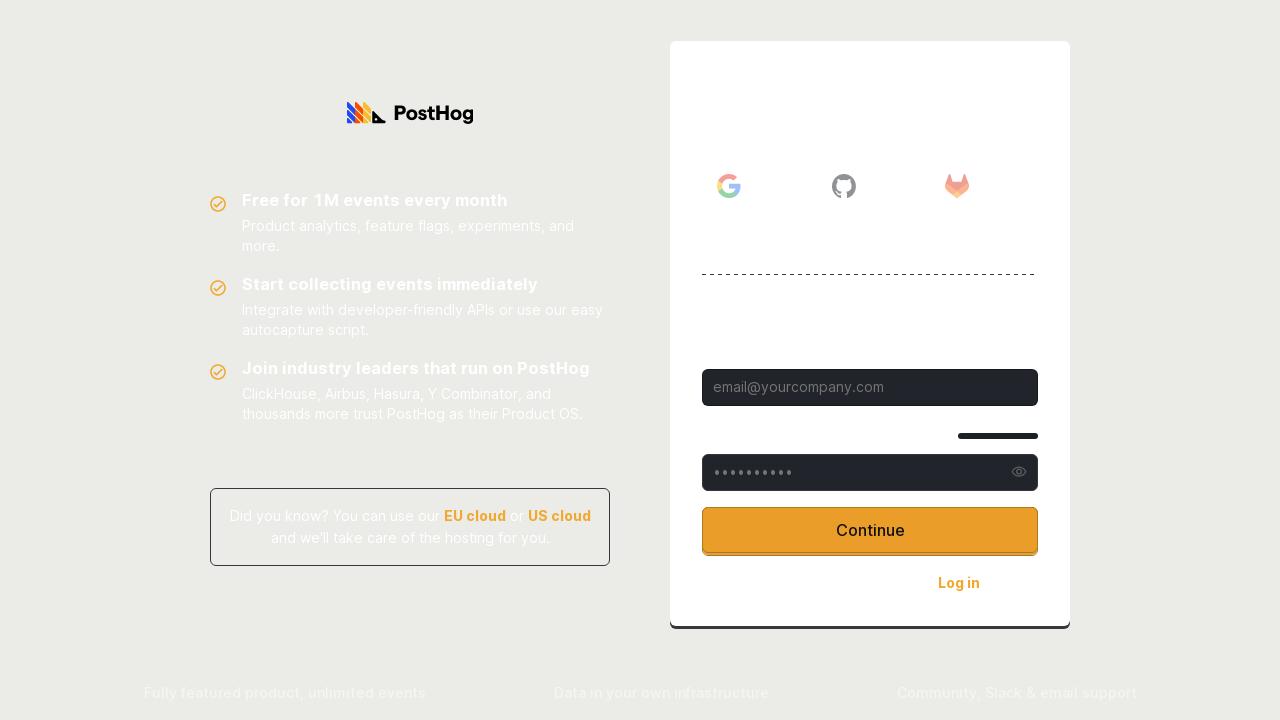 PostHog
Free for 1M events every month
Product analytics, feature flags, experiments, and
more.
Start collecting events immediately
Integrate with developer-friendly APIs or use our easy
autocapture script.
Join industry leaders that run on PostHog
ClickHouse, Airbus, Hasura, Y Combinator, and
thousands more trust PostHog as their Product OS.
Did you know? You can use our EU cloud or US cloud
and we'll take care of the hosting for you.
email@yourcompany.com
••••••••••
Continue
Log in
Fully featured product, unlimited events
Data in your own infrastructure
Community, Slack & email support